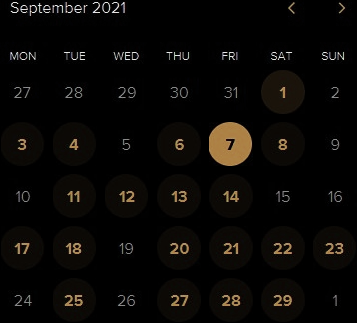 September 2021
MON TUE WED THU FRI SAT SUN
27 28 29 30 31 1 2
3 4 5 6 7 8 9
10 11 12 13 14 15 16
17 18 19 20 21 22 23
24 25 26 27 28 29 1